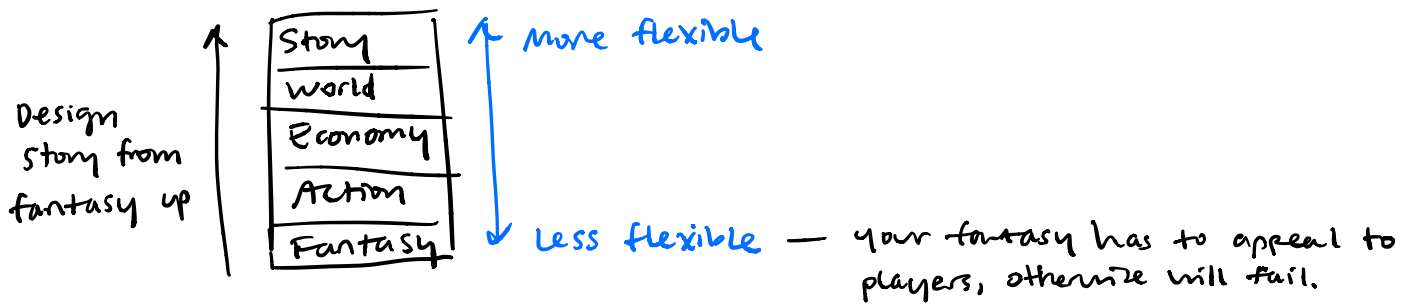 Design
story from
fantasy up
Story
World
Economy
Action
Fantasy
More flexible
Less flexible — your fantasy has to appeal to
players, otherwise will fail.